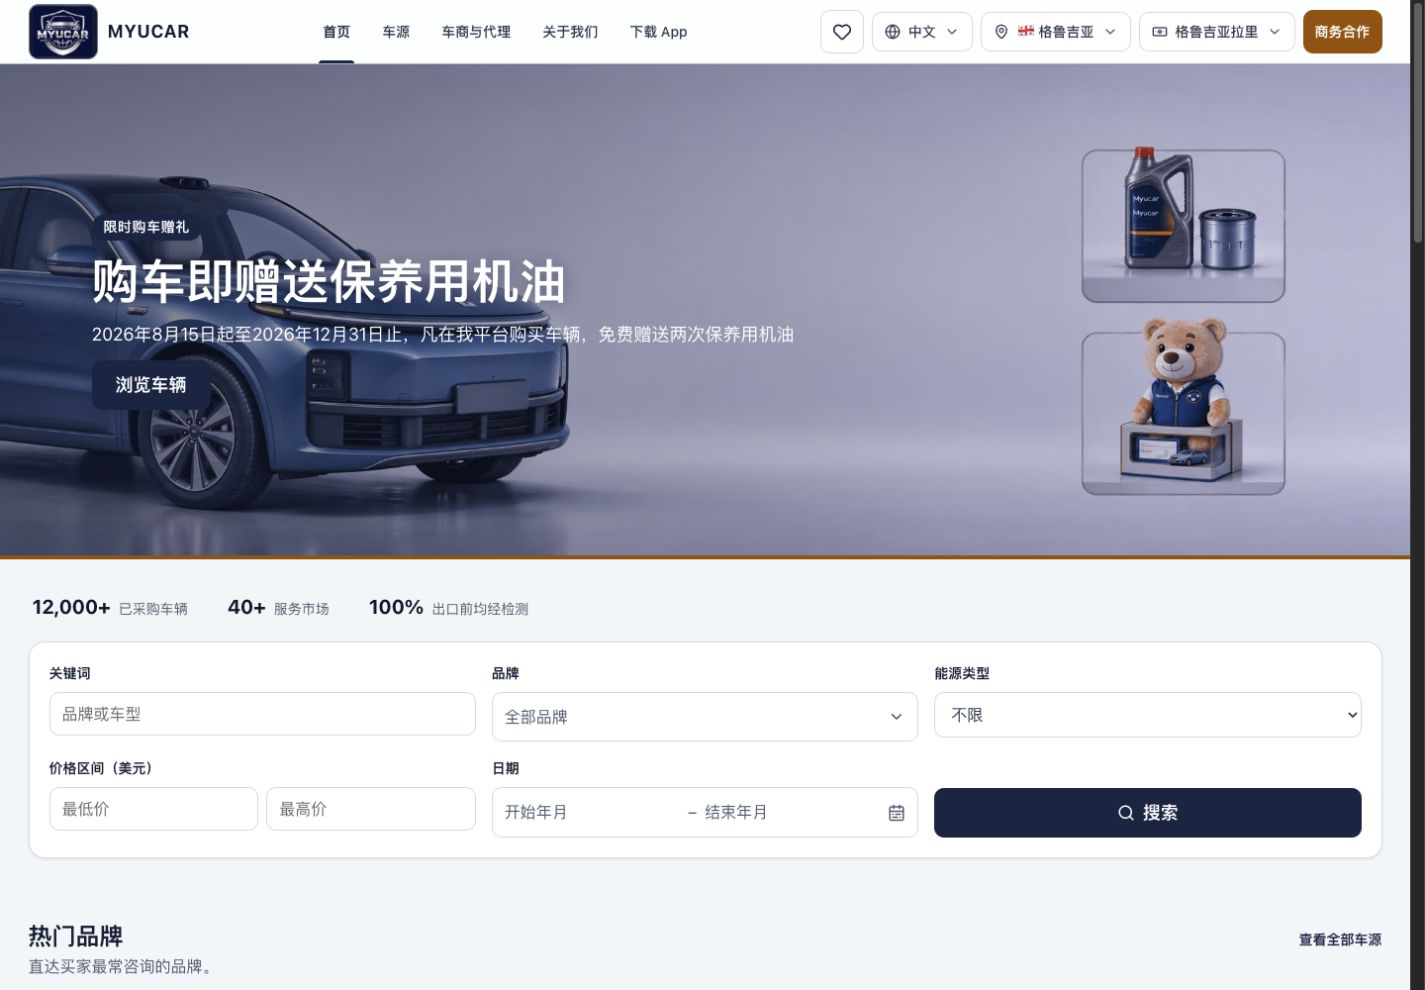 MYUCAR
MYUCAR
首页
车源
车商与代理
关于我们
下载 App
中文
格鲁吉亚
格鲁吉亚拉里
商务合作
限时购车赠礼
购车即赠送保养用机油
2026年8月15日起至2026年12月31日止，凡在我平台购买车辆，免费赠送两次保养用机油
浏览车辆
Myucar
Myucar
12,000+ 已采购车辆
40+ 服务市场
100% 出口前均经检测
关键词
品牌
能源类型
品牌或车型
全部品牌
不限
价格区间（美元）
日期
最低价
最高价
开始年月
– 结束年月
搜索
热门品牌
查看全部车源
直达买家最常咨询的品牌。